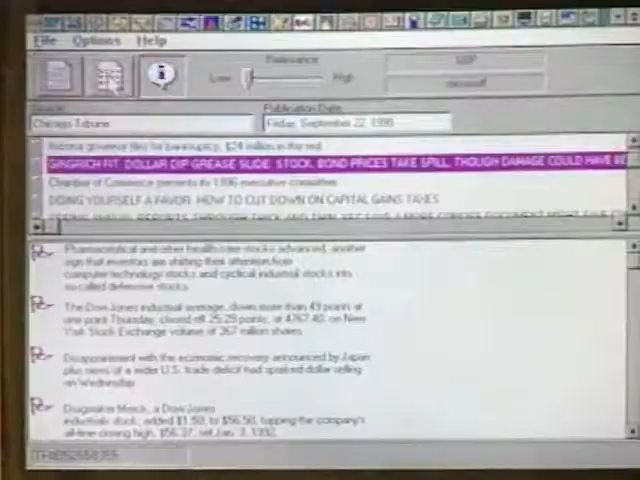 File Options Help
Relevance
Low High
Source: Publication Date:
Chicago Tribune Friday, September 22, 1995
Arizona governor files for bankruptcy, $24 million in the red
GINGRICH FIT, DOLLAR DIP GREASE SLIDE STOCK, BOND PRICES TAKE SPILL, THOUGH DAMAGE COULD HAVE BE
Chamber of Commerce presents its 1996 executive committee
DOING YOURSELF A FAVOR: HOW TO CUT DOWN ON CAPITAL GAINS TAXES
Pharmaceutical and other health-care stocks advanced, another
sign that investors are shifting their attention from
computer technology stocks and cyclical industrial stocks into
so-called defensive stocks.
The Dow Jones industrial average, down more than 49 points at
one point Thursday, closed off 25.29 points, at 4767.40, on New
York Stock Exchange volume of 367 million shares.
Disappointment with the economic recovery announced by Japan
plus news of a wider U.S. trade deficit had sparked dollar selling
on Wednesday.
Drugmaker Merck, a Dow Jones
industrials stock, added $1.50, to $56.50, topping the company's
all-time closing high, $56.37, set Jan. 3, 1992.